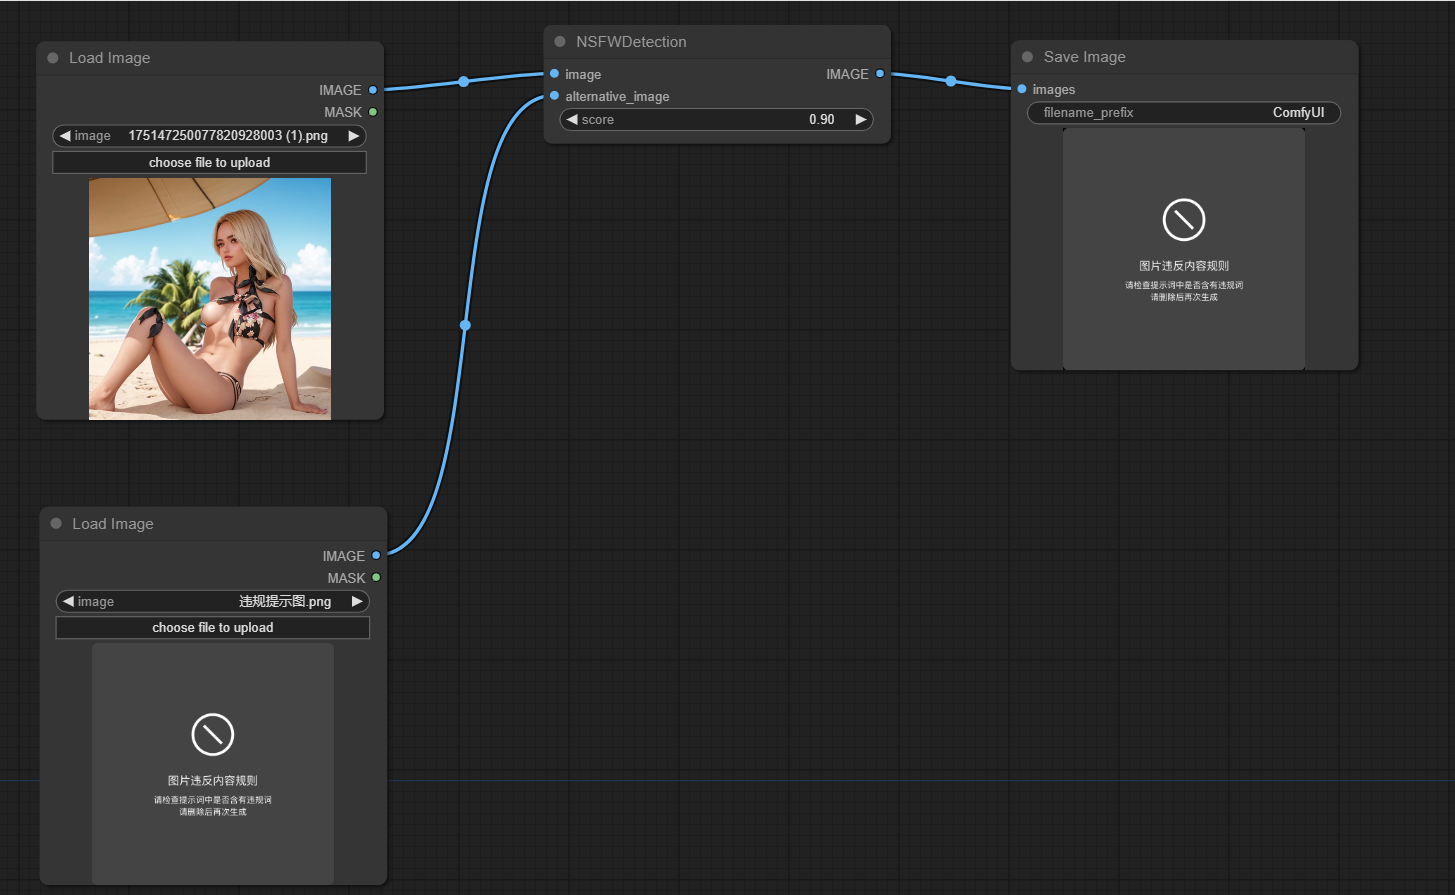 Load Image
IMAGE
MASK
image 175147250077820928003 (1).png
choose file to upload
NSFWDetection
image IMAGE
alternative_image
score 0.90
Save Image
images
filename_prefix ComfyUI
图片违反内容规则
请检查提示词中是否含有违规词
请删除后再次生成
Load Image
IMAGE
MASK
image 违规提示图.png
choose file to upload
图片违反内容规则
请检查提示词中是否含有违规词
请删除后再次生成